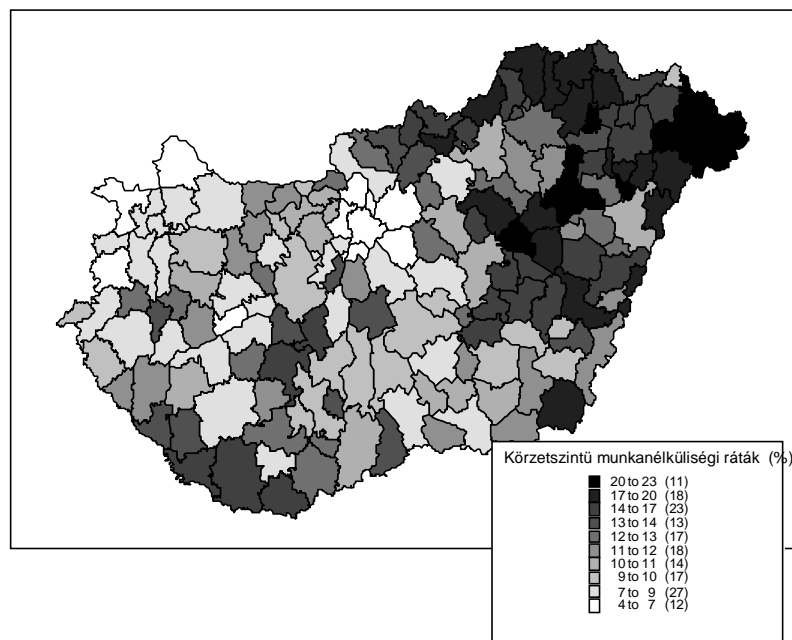 Körzetszintü munkanélküliségi ráták (%)
20 to 23 (11)
17 to 20 (18)
14 to 17 (23)
13 to 14 (13)
12 to 13 (17)
11 to 12 (18)
10 to 11 (14)
9 to 10 (17)
7 to 9 (27)
4 to 7 (12)